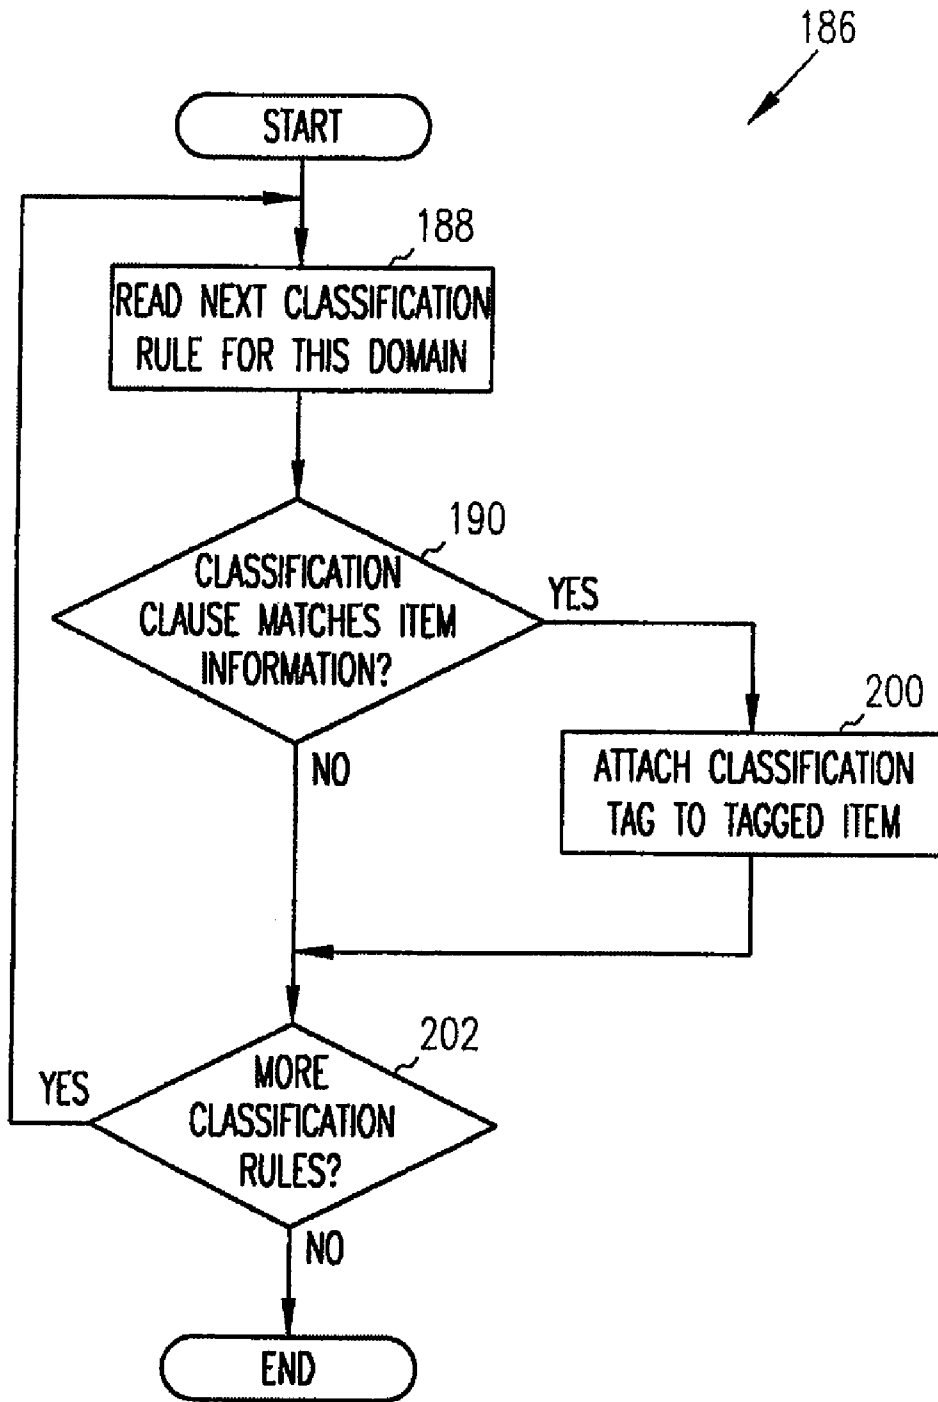 186
START
188
READ NEXT CLASSIFICATION
RULE FOR THIS DOMAIN
190
CLASSIFICATION
CLAUSE MATCHES ITEM
INFORMATION?
YES
NO
200
ATTACH CLASSIFICATION
TAG TO TAGGED ITEM
202
MORE
CLASSIFICATION
RULES?
YES
NO
END